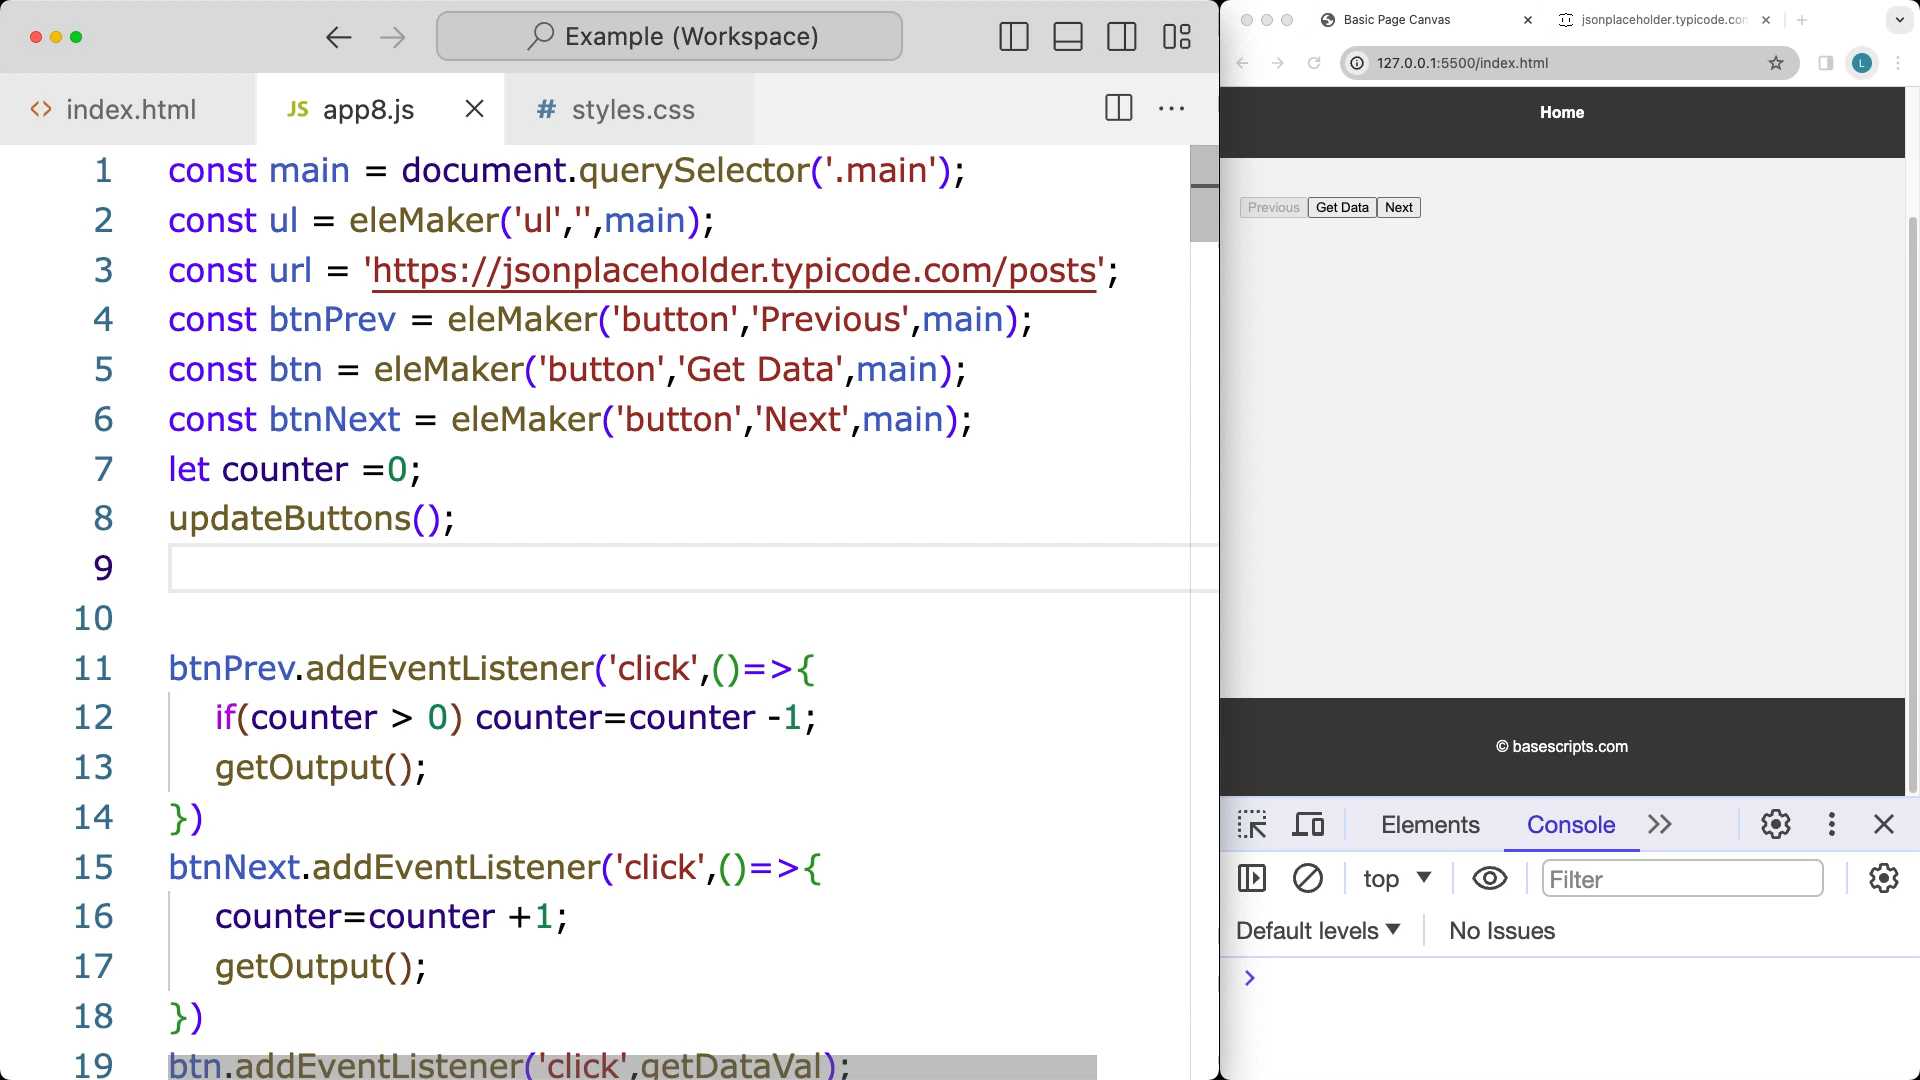 Example (Workspace)
index.html
JS app8.js
# styles.css
1 const main = document.querySelector('.main');
2 const ul = eleMaker('ul','',main);
3 const url = 'https://jsonplaceholder.typicode.com/posts';
4 const btnPrev = eleMaker('button','Previous',main);
5 const btn = eleMaker('button','Get Data',main);
6 const btnNext = eleMaker('button','Next',main);
7 let counter =0;
8 updateButtons();
9
10
11 btnPrev.addEventListener('click',()=>{
12 if(counter > 0) counter=counter -1;
13 getOutput();
14 })
15 btnNext.addEventListener('click',()=>{
16 counter=counter +1;
17 getOutput();
18 })
19 btn.addEventListener('click',getDataVal);
Basic Page Canvas
jsonplaceholder.typicode.con
127.0.0.1:5500/index.html
L
Home
Previous Get Data Next
© basescripts.com
Elements Console
top Filter
Default levels No Issues